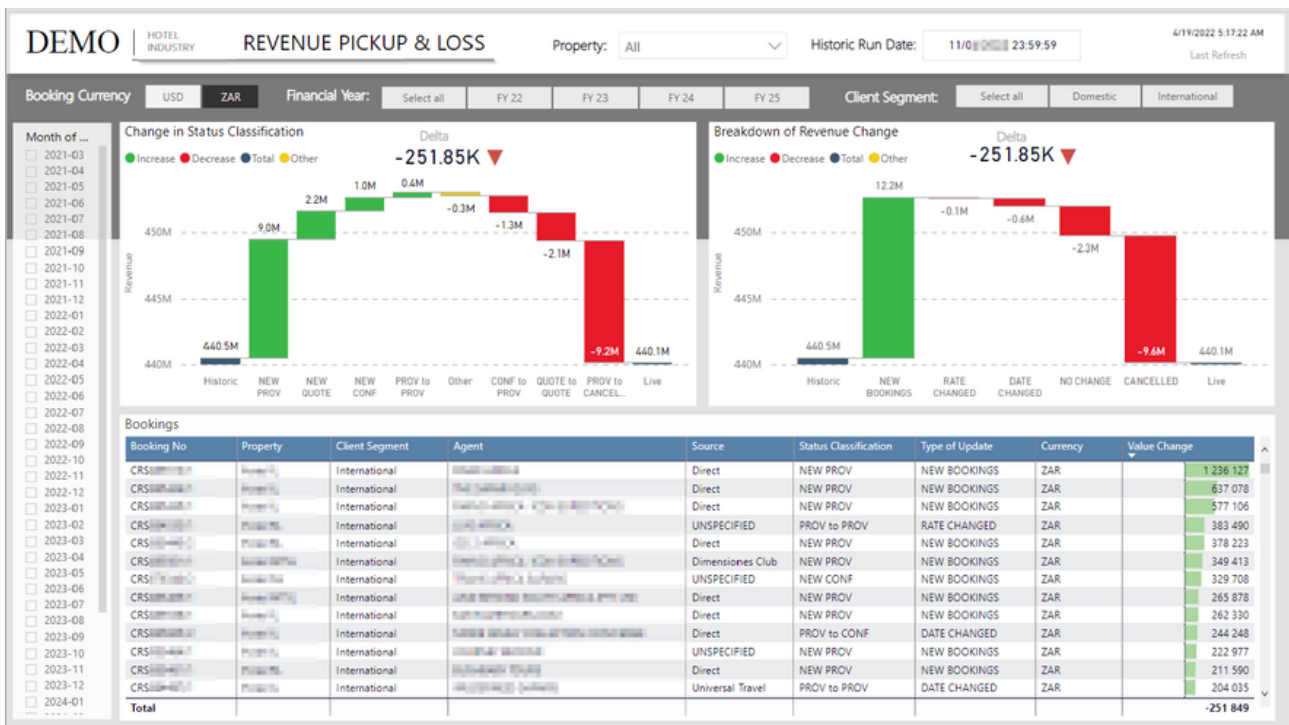 DEMO
HOTEL
INDUSTRY
REVENUE PICKUP & LOSS
Property: All
Historic Run Date: 23:59:59
4/19/2022 5:17:22 AM
Last Refresh
Booking Currency USD ZAR
Financial Year: Select all FY 22 FY 23 FY 24 FY 25
Client Segment: Select all Domestic International
Month of ...
2021-03
2021-04
2021-05
2021-06
2021-07
2021-08
2021-09
2021-10
2021-11
2021-12
2022-01
2022-02
2022-03
2022-04
2022-05
2022-06
2022-07
2022-08
2022-09
2022-10
2022-11
2022-12
2023-01
2023-02
2023-03
2023-04
2023-05
2023-06
2023-07
2023-08
2023-09
2023-10
2023-11
2023-12
2024-01
Change in Status Classification
Delta
Increase Decrease Total Other
-251.85K
450M
445M
440M
Revenue
440.5M
9.0M
2.2M
1.0M
0.4M
-0.3M
-1.3M
-2.1M
-9.2M
440.1M
Historic
NEW PROV
NEW QUOTE
NEW CONF
PROV to PROV
Other
CONF to PROV
QUOTE to QUOTE
PROV to CANCEL...
Live
Breakdown of Revenue Change
Delta
Increase Decrease Total Other
-251.85K
450M
445M
440M
Revenue
440.5M
12.2M
-0.1M
-0.6M
-2.3M
-9.6M
440.1M
Historic
NEW BOOKINGS
RATE CHANGED
DATE CHANGED
NO CHANGE
CANCELLED
Live
Bookings
Booking No Property Client Segment Agent Source Status Classification Type of Update Currency Value Change
CRS International Direct NEW PROV NEW BOOKINGS ZAR 1 236 127
CRS International Direct NEW PROV NEW BOOKINGS ZAR 637 078
CRS International Direct NEW PROV NEW BOOKINGS ZAR 577 106
CRS International UNSPECIFIED PROV to PROV RATE CHANGED ZAR 383 490
CRS International Direct NEW PROV NEW BOOKINGS ZAR 378 223
CRS International Dimensiones Club NEW PROV NEW BOOKINGS ZAR 349 413
CRS International UNSPECIFIED NEW CONF NEW BOOKINGS ZAR 329 708
CRS International Direct NEW PROV NEW BOOKINGS ZAR 265 878
CRS International Direct NEW PROV NEW BOOKINGS ZAR 262 330
CRS International Direct PROV to CONF DATE CHANGED ZAR 244 248
CRS International UNSPECIFIED NEW PROV NEW BOOKINGS ZAR 222 977
CRS International Direct NEW PROV NEW BOOKINGS ZAR 211 590
CRS International Universal Travel PROV to PROV DATE CHANGED ZAR 204 035
Total -251 849